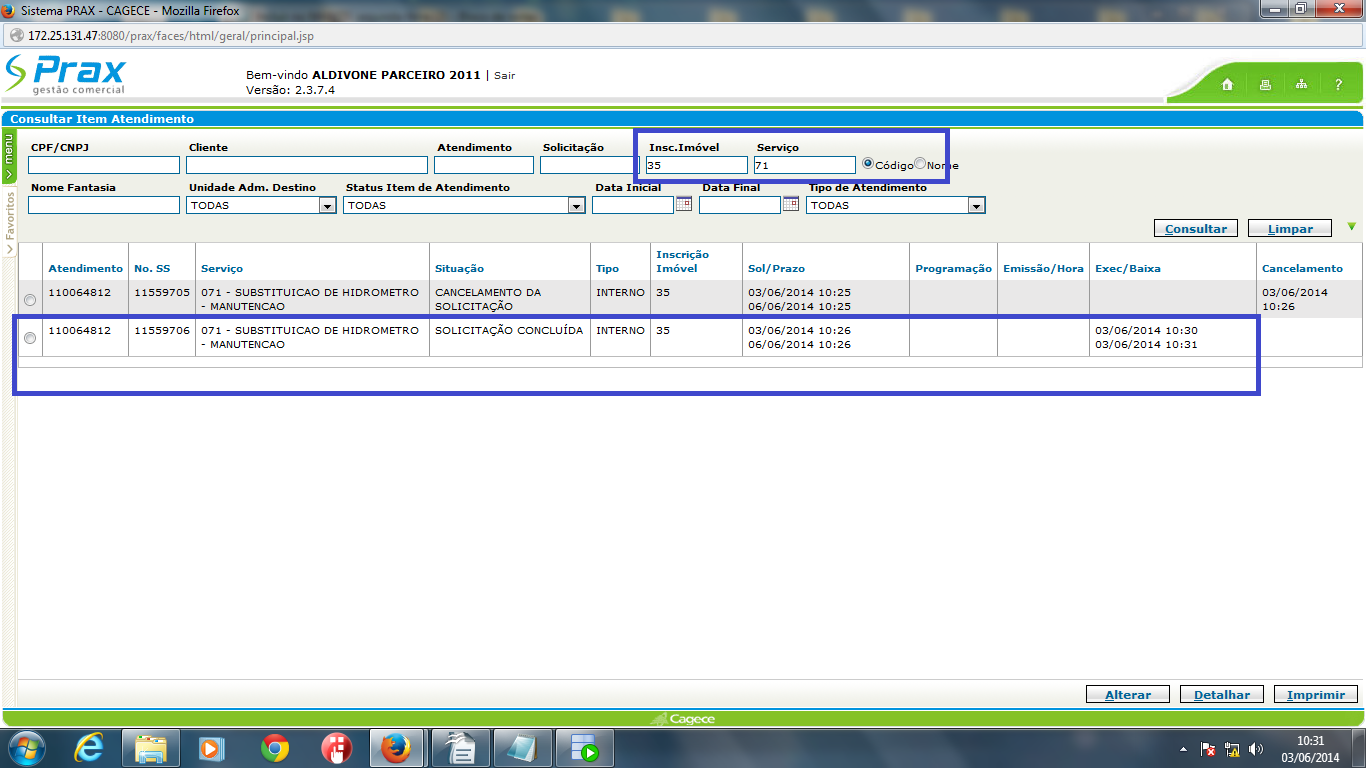 Sistema PRAX - CAGECE - Mozilla Firefox
172.25.131.47:8080/prax/faces/html/geral/principal.jsp
Prax
gestão comercial
Bem-vindo ALDIVONE PARCEIRO 2011 | Sair
Versão: 2.3.7.4
?
Consultar Item Atendimento
menu
Favoritos
CPF/CNPJ Cliente Atendimento Solicitação Insc.Imóvel Serviço
35 71 Código Nome
Nome Fantasia Unidade Adm. Destino Status Item de Atendimento Data Inicial Data Final Tipo de Atendimento
TODAS TODAS TODAS
Consultar Limpar
Atendimento No. SS Serviço Situação Tipo Inscrição Imóvel Sol/Prazo Programação Emissão/Hora Exec/Baixa Cancelamento
110064812 11559705 071 - SUBSTITUICAO DE HIDROMETRO CANCELAMENTO DA INTERNO 35 03/06/2014 10:25 03/06/2014
- MANUTENCAO SOLICITAÇÃO 06/06/2014 10:25 10:26
110064812 11559706 071 - SUBSTITUICAO DE HIDROMETRO SOLICITAÇÃO CONCLUÍDA INTERNO 35 03/06/2014 10:26 03/06/2014 10:30
- MANUTENCAO 06/06/2014 10:26 03/06/2014 10:31
Alterar Detalhar Imprimir
Cagece
10:31
03/06/2014